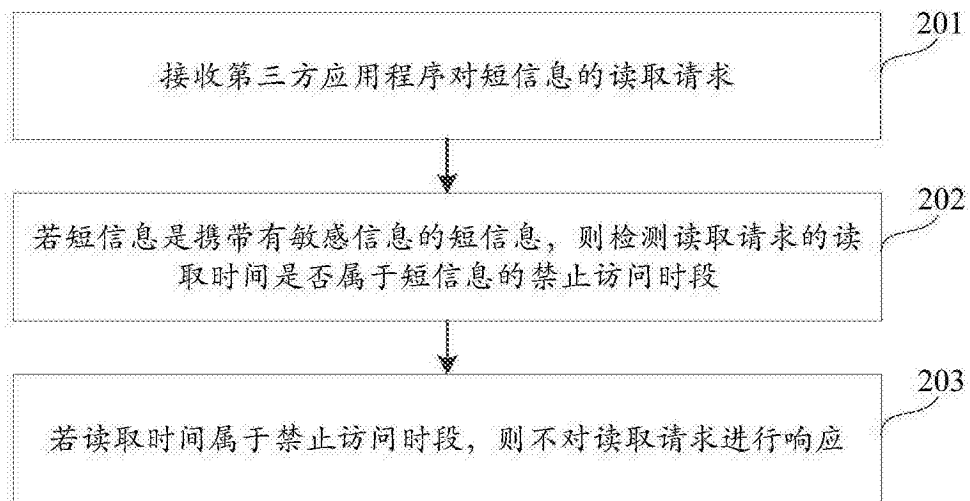 201
接收第三方应用程序对短信息的读取请求
202
若短信息是携带有敏感信息的短信息，则检测读取请求的读
取时间是否属于短信息的禁止访问时段
203
若读取时间属于禁止访问时段，则不对读取请求进行响应